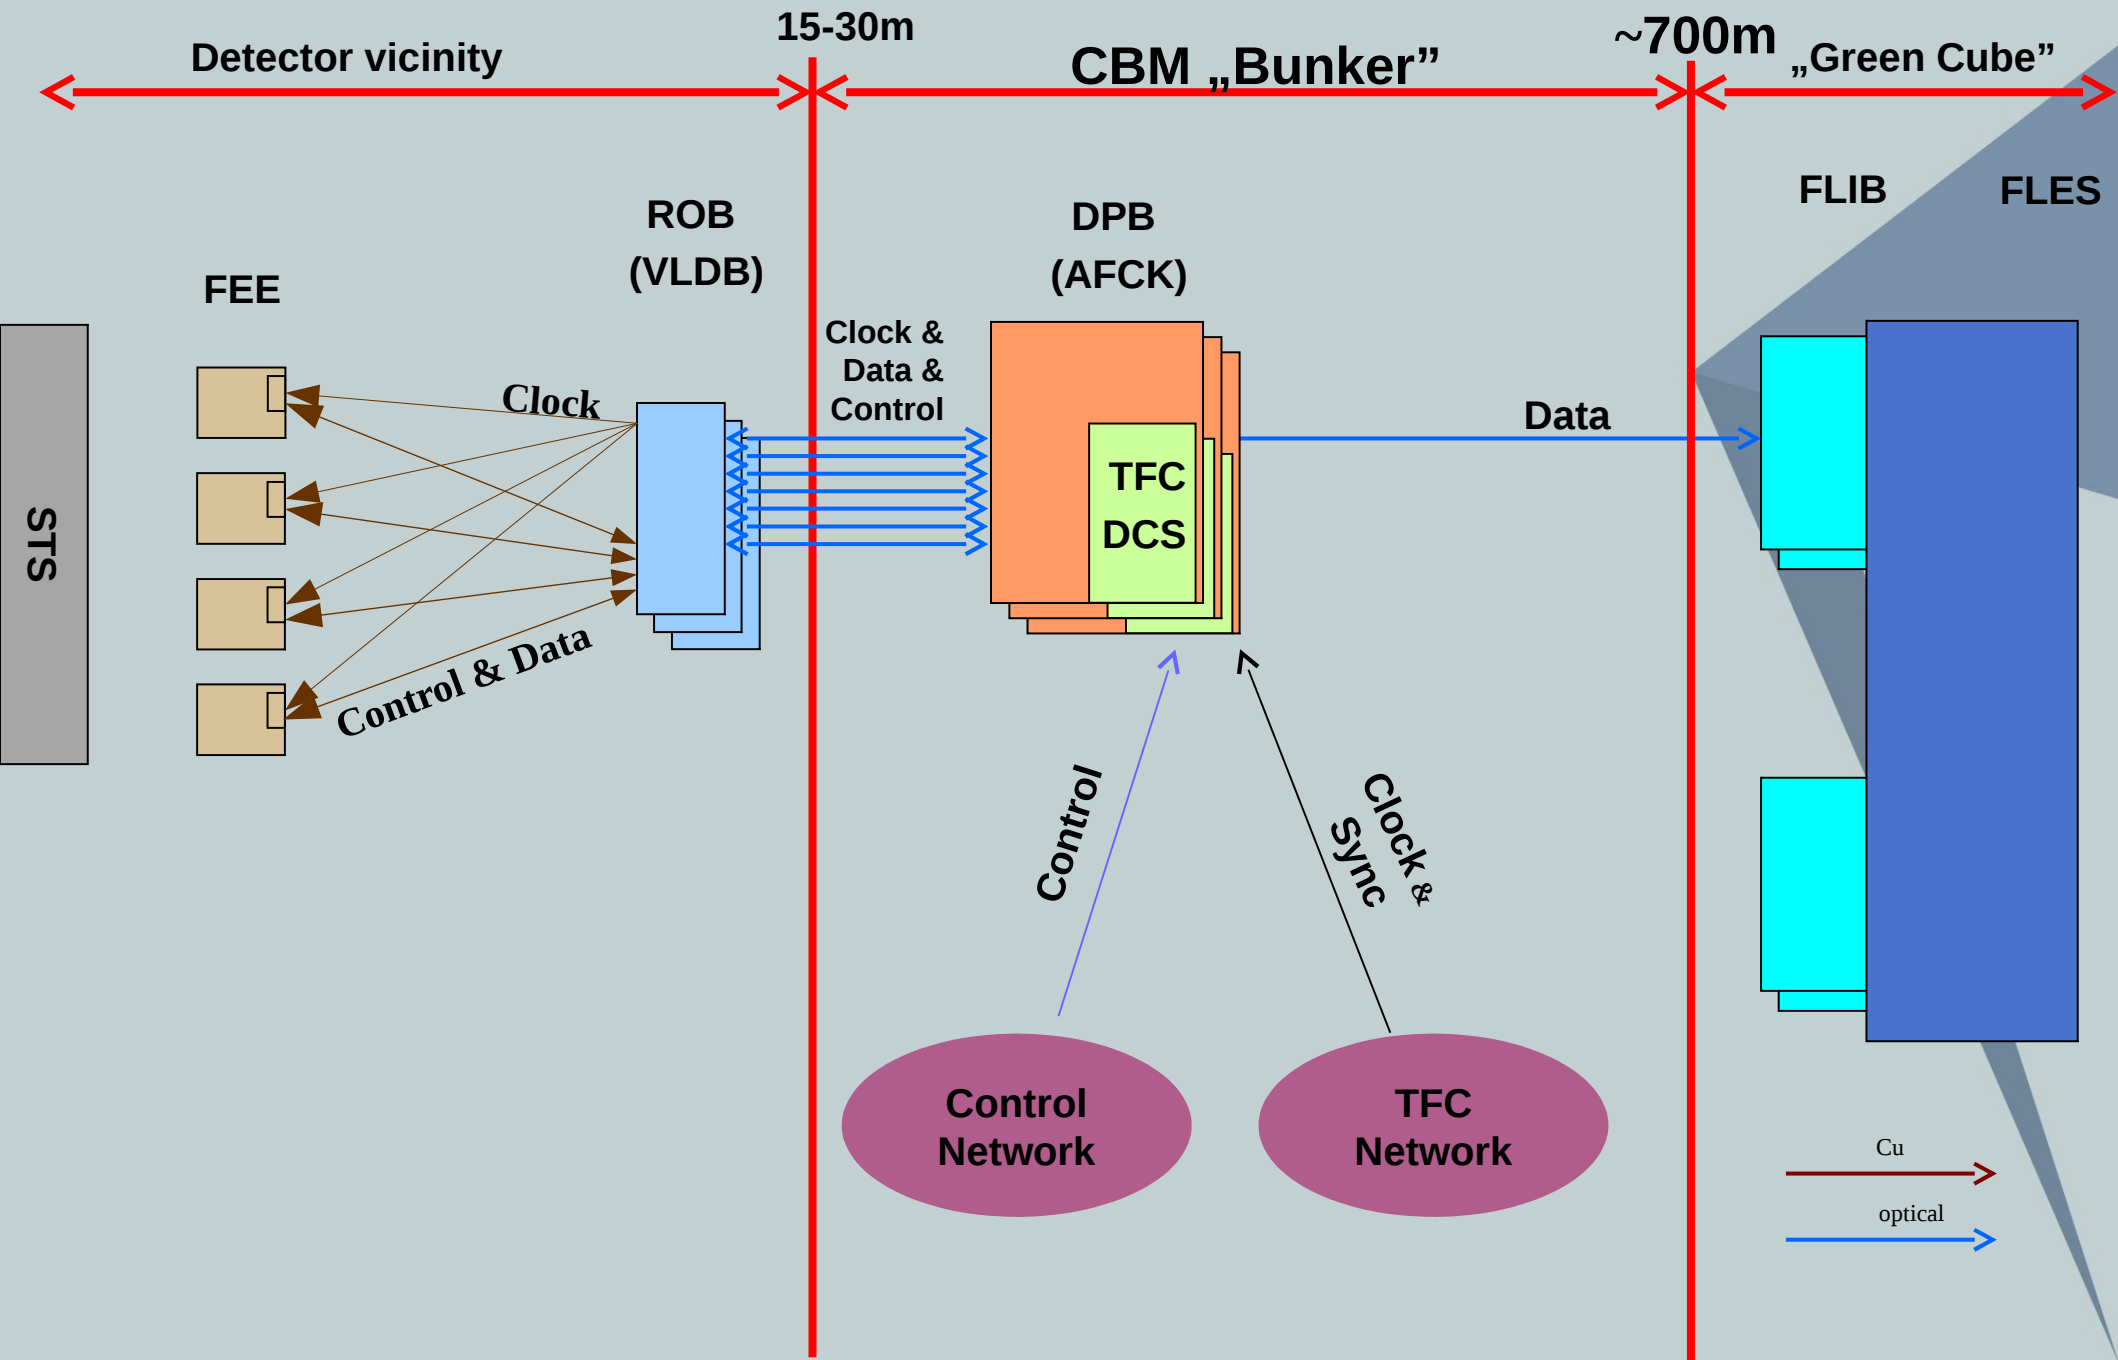 15-30m
Detector vicinity
CBM „Bunker”
~700m
„Green Cube”
ROB
(VLDB)
DPB
(AFCK)
FLIB
FLES
FEE
STS
Clock
Control & Data
Clock &
Data &
Control
TFC
DCS
Data
Control
Clock &
Sync
Control
Network
TFC
Network
Cu
optical